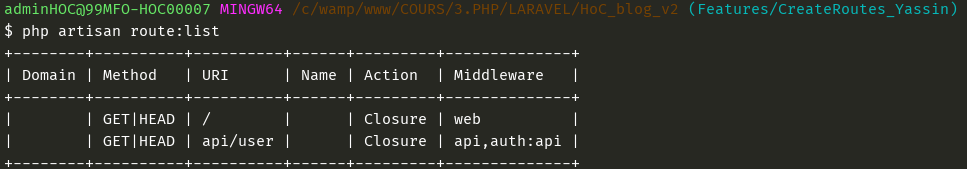 adminHOC@99MFO-HOC00007 MINGW64 /c/wamp/www/COURS/3.PHP/LARAVEL/HoC_blog_v2 (Features/CreateRoutes_Yassin)
$ php artisan route:list
+--------+----------+----------+------+---------+--------------+
| Domain | Method   | URI      | Name | Action  | Middleware   |
+--------+----------+----------+------+---------+--------------+
|        | GET|HEAD | /        |      | Closure | web          |
|        | GET|HEAD | api/user |      | Closure | api,auth:api |
+--------+----------+----------+------+---------+--------------+